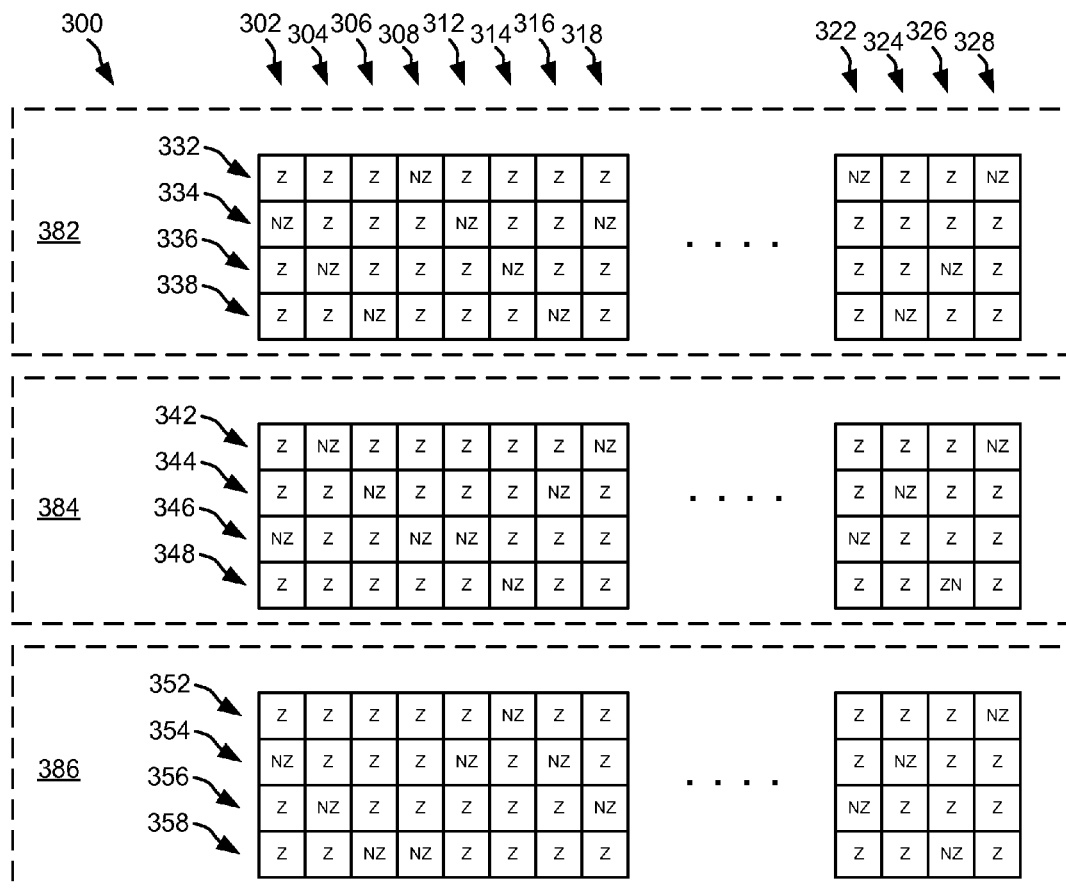 300 302 304 306 308 312 314 316 318 322 324 326 328
382
332 Z Z Z NZ Z Z Z Z NZ Z Z NZ
334 NZ Z Z Z NZ Z Z NZ Z Z Z Z
336 Z NZ Z Z Z NZ Z Z . . . . Z Z NZ Z
338 Z Z NZ Z Z Z NZ Z Z NZ Z Z
384
342 Z NZ Z Z Z Z Z NZ Z Z Z NZ
344 Z Z NZ Z Z Z NZ Z . . . . Z NZ Z Z
346 NZ Z Z NZ NZ Z Z Z NZ Z Z Z
348 Z Z Z Z Z NZ Z Z Z Z ZN Z
386
352 Z Z Z Z Z NZ Z Z Z Z Z NZ
354 NZ Z Z Z NZ Z NZ Z . . . . Z NZ Z Z
356 Z NZ Z Z Z Z Z NZ NZ Z Z Z
358 Z Z NZ NZ Z Z Z Z Z Z NZ Z